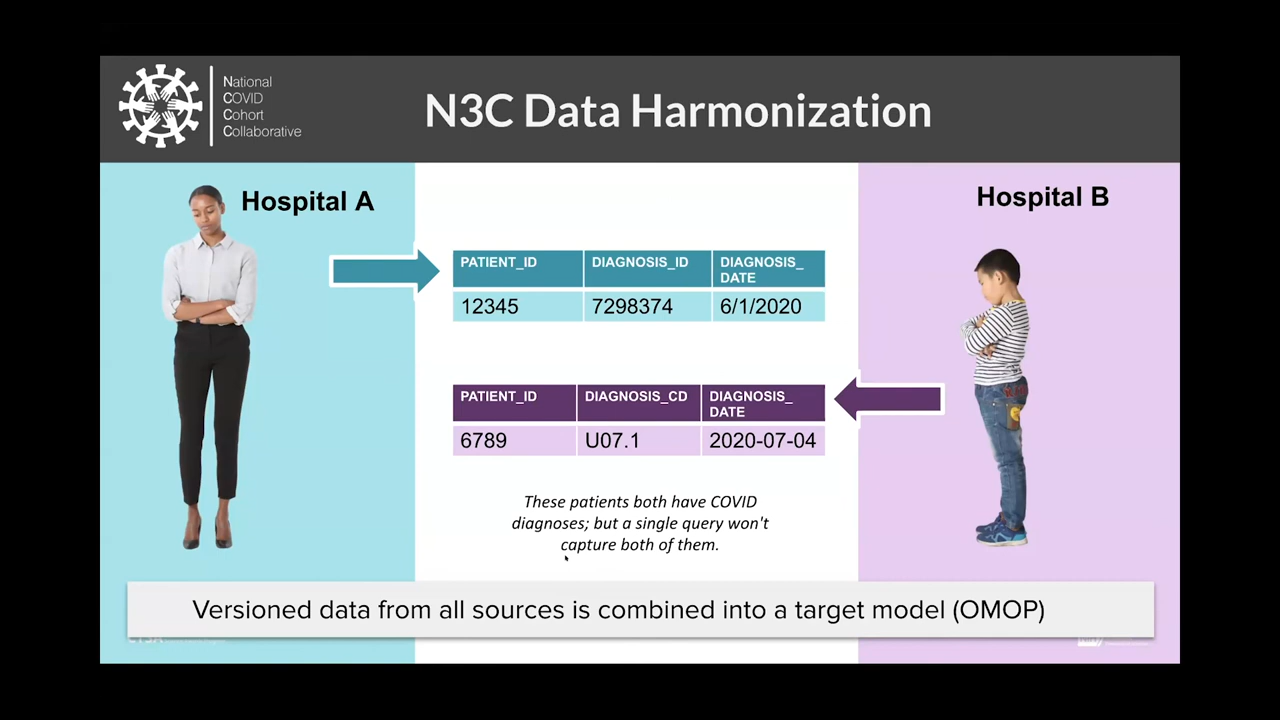 National
COVID
Cohort
Collaborative
N3C Data Harmonization
Hospital A
Hospital B
PATIENT_ID DIAGNOSIS_ID DIAGNOSIS_
DATE
12345 7298374 6/1/2020
PATIENT_ID DIAGNOSIS_CD DIAGNOSIS_
DATE
6789 U07.1 2020-07-04
These patients both have COVID
diagnoses; but a single query won't
capture both of them.
Versioned data from all sources is combined into a target model (OMOP)